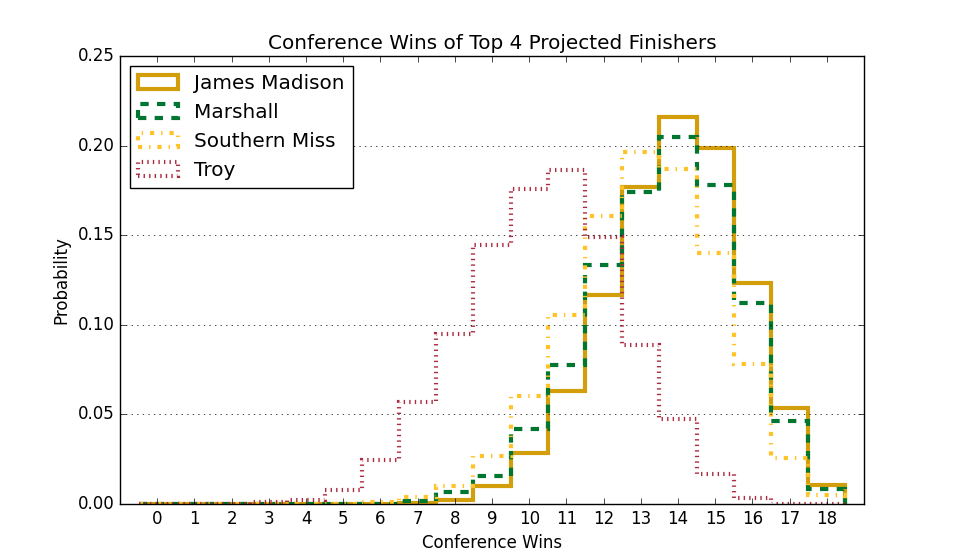 Conference Wins of Top 4 Projected Finishers
0.25
0.20
0.15
0.10
0.05
0.00
Probability
James Madison
Marshall
Southern Miss
Troy
0 1 2 3 4 5 6 7 8 9 10 11 12 13 14 15 16 17 18
Conference Wins